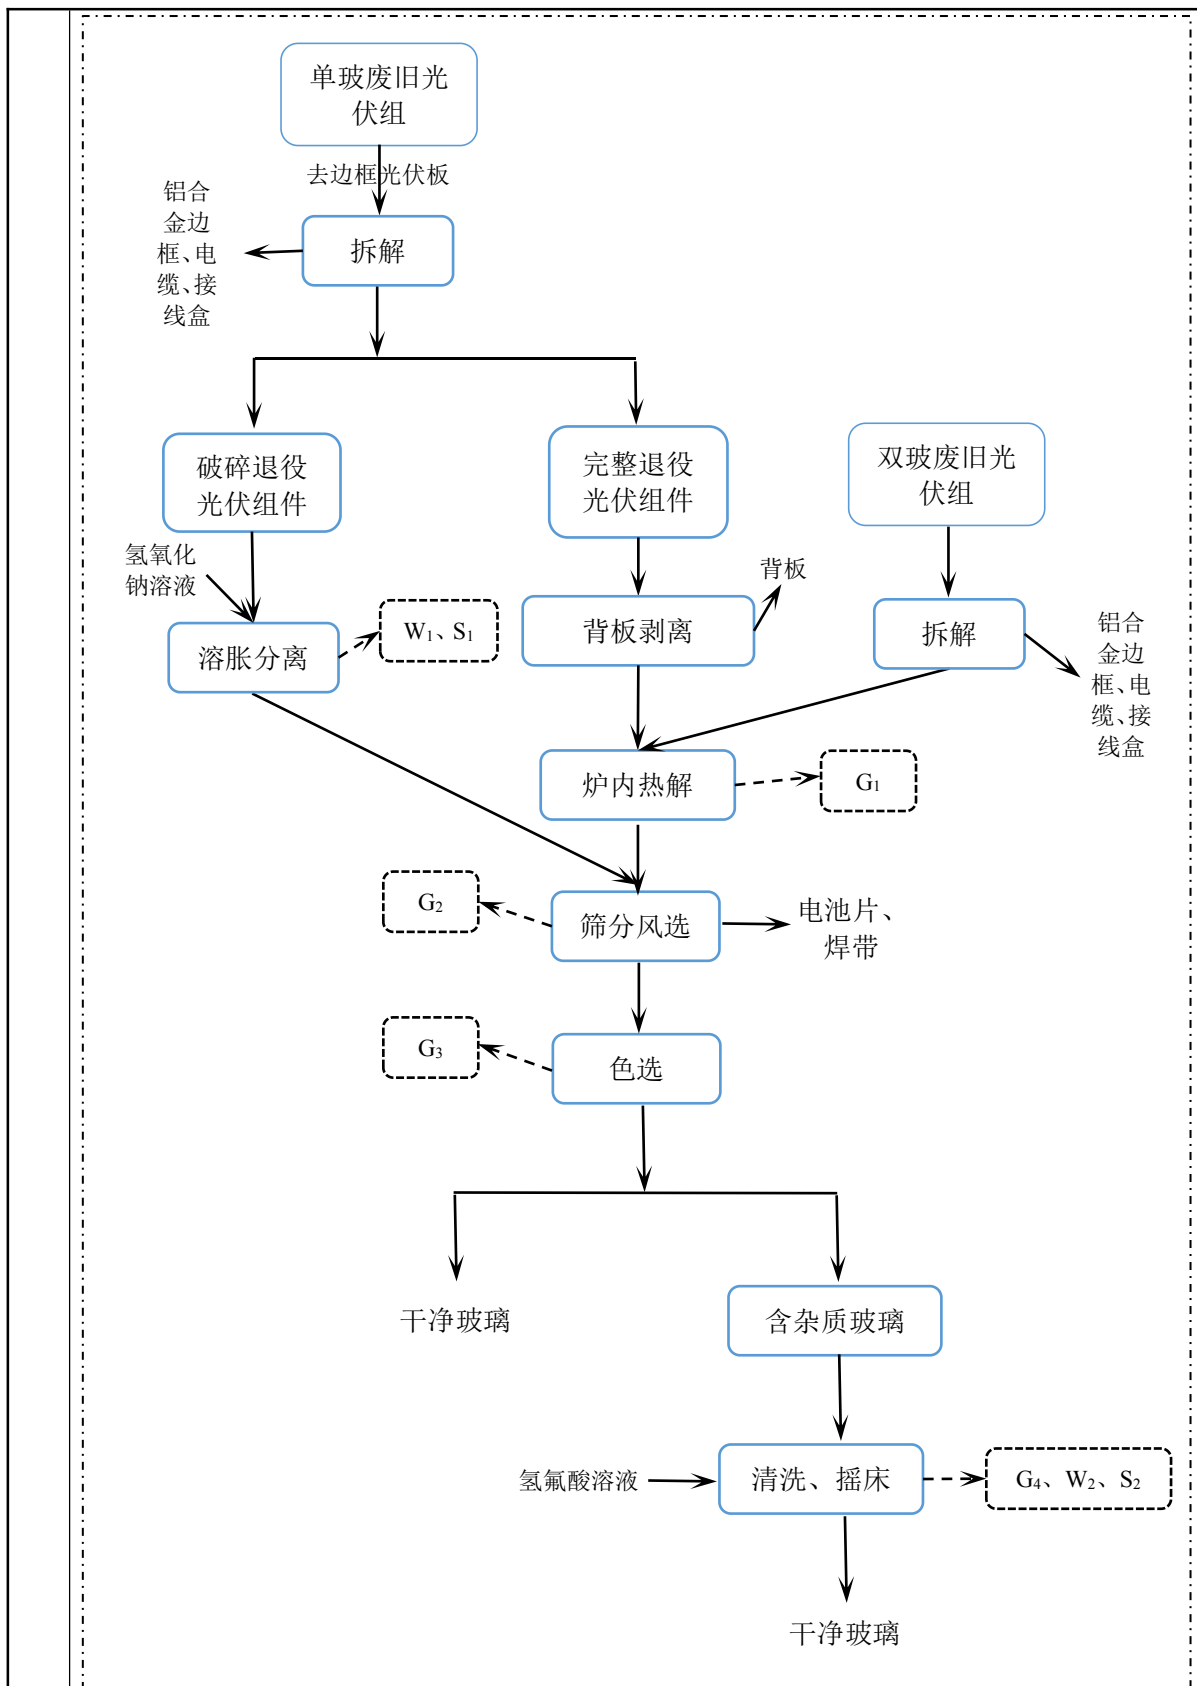 单玻废旧光
伏组
去边框光伏板
铝合
金边
框、电
缆、接
线盒
拆解
破碎退役
光伏组件
完整退役
光伏组件
双玻废旧光
伏组
氢氧化
钠溶液
背板
溶胀分离
W₁、S₁
背板剥离
拆解
铝合
金边
框、电
缆、接
线盒
炉内热解
G₁
G₂
筛分风选
电池片、
焊带
G₃
色选
干净玻璃
含杂质玻璃
氢氟酸溶液
清洗、摇床
G₄、W₂、S₂
干净玻璃